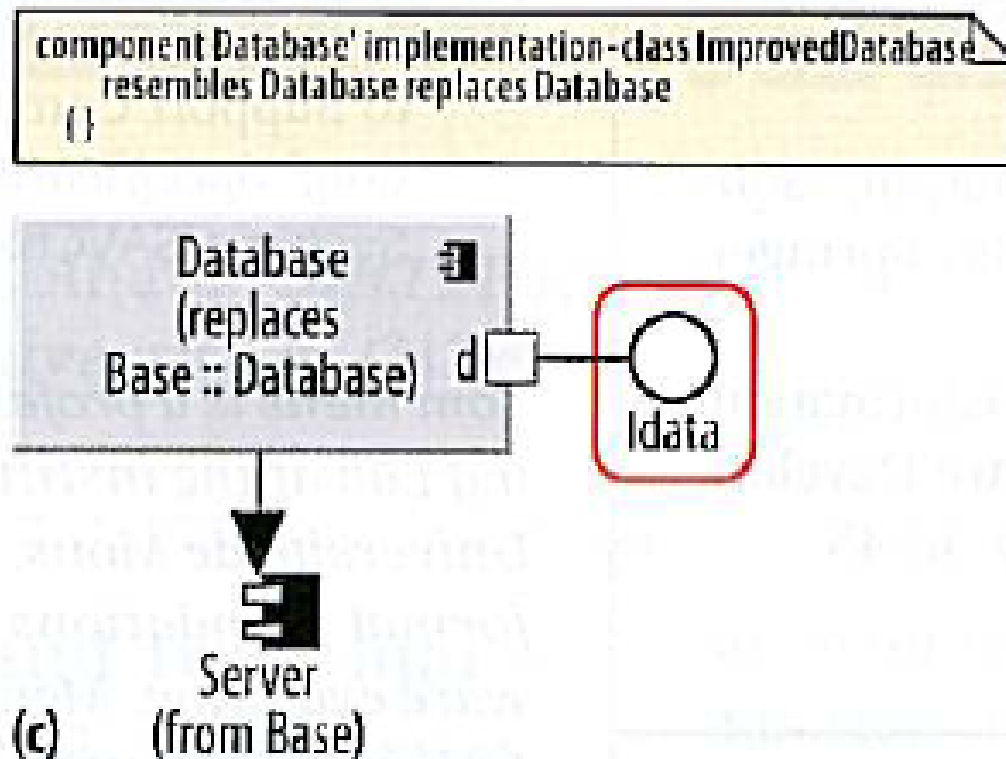 component Database' implementation-class ImprovedDatabase
resembles Database replaces Database
{ }
Database
(replaces
Base :: Database)
d
Idata
Server
(from Base)
(c)